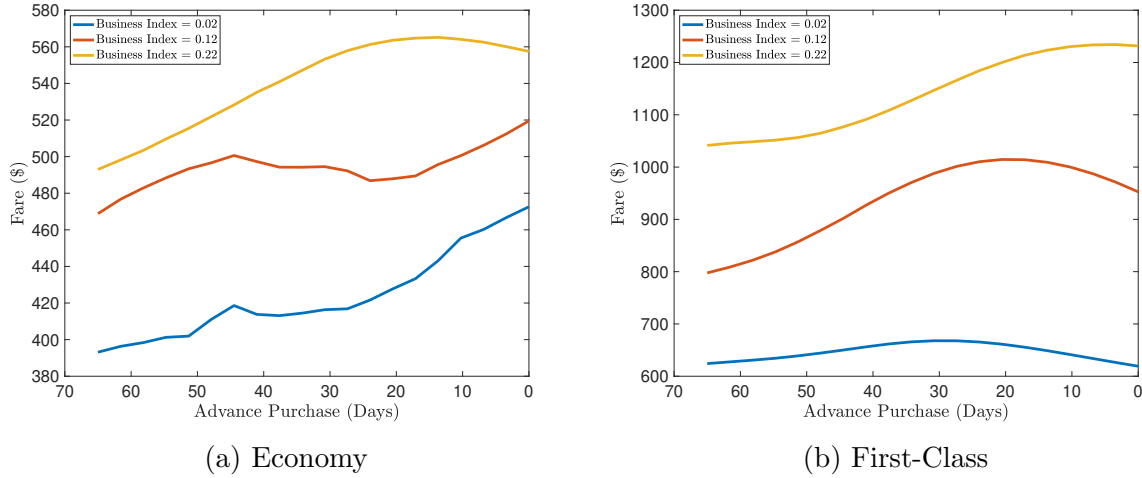 580
560
540
520
500
480
460
440
420
400
380
Fare ($)
Business Index = 0.02
Business Index = 0.12
Business Index = 0.22
70 60 50 40 30 20 10 0
Advance Purchase (Days)
(a) Economy
1300
1200
1100
1000
900
800
700
600
Fare ($)
Business Index = 0.02
Business Index = 0.12
Business Index = 0.22
70 60 50 40 30 20 10 0
Advance Purchase (Days)
(b) First-Class